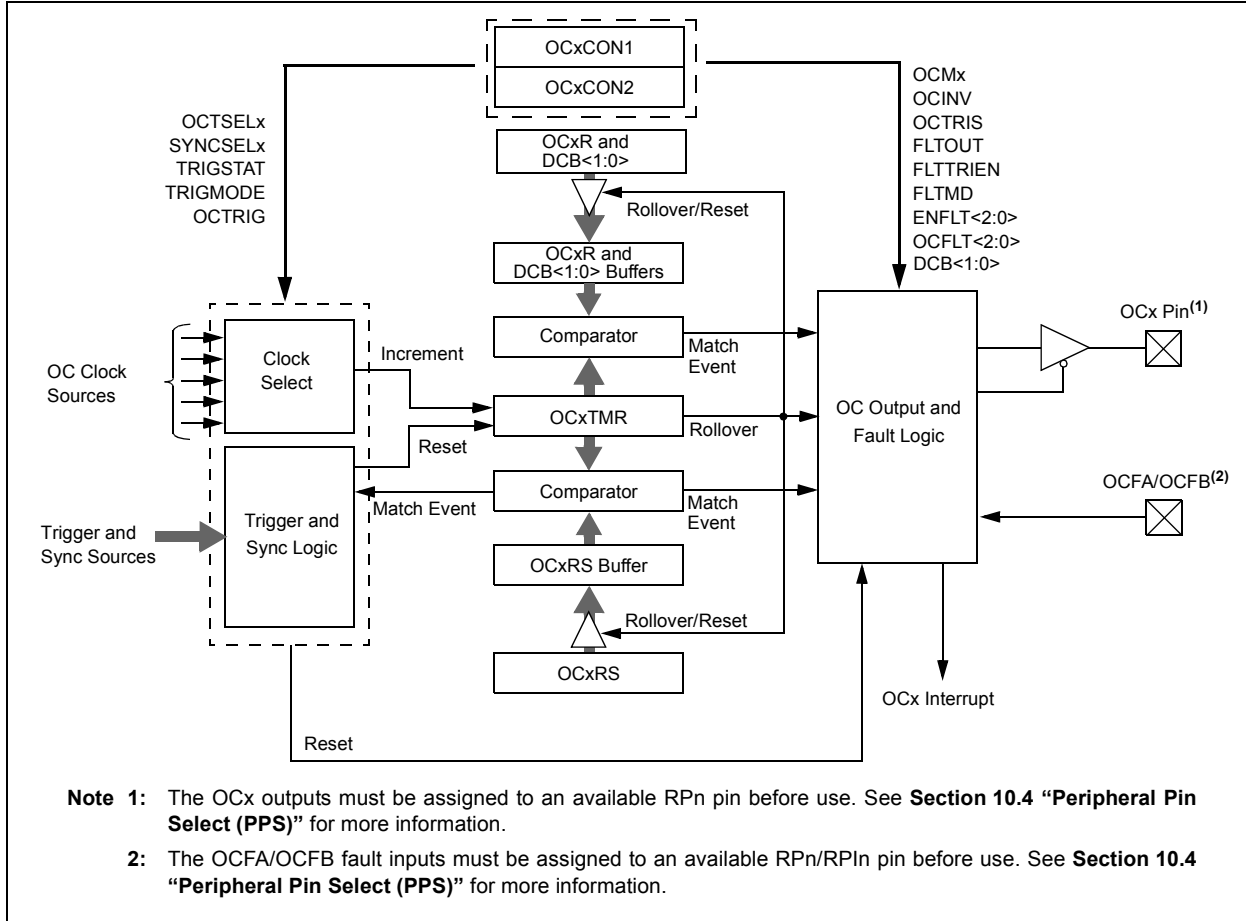 OCxCON1
OCxCON2
OCTSELx
SYNCSELx
TRIGSTAT
TRIGMODE
OCTRIG
OCMx
OCINV
OCTRIS
FLTOUT
FLTTRIEN
FLTMD
ENFLT<2:0>
OCFLT<2:0>
DCB<1:0>
OCxR and
DCB<1:0>
Rollover/Reset
OCxR and
DCB<1:0> Buffers
OC Clock
Sources
Clock
Select
Increment
Comparator
Match
Event
OCxTMR
Rollover
Reset
Comparator
Match Event
Match
Event
Trigger and
Sync Sources
Trigger and
Sync Logic
OCxRS Buffer
Rollover/Reset
OCxRS
OC Output and
Fault Logic
OCx Pin(1)
OCFA/OCFB(2)
OCx Interrupt
Reset
Note 1: The OCx outputs must be assigned to an available RPn pin before use. See Section 10.4 “Peripheral Pin
Select (PPS)” for more information.
2: The OCFA/OCFB fault inputs must be assigned to an available RPn/RPIn pin before use. See Section 10.4
“Peripheral Pin Select (PPS)” for more information.